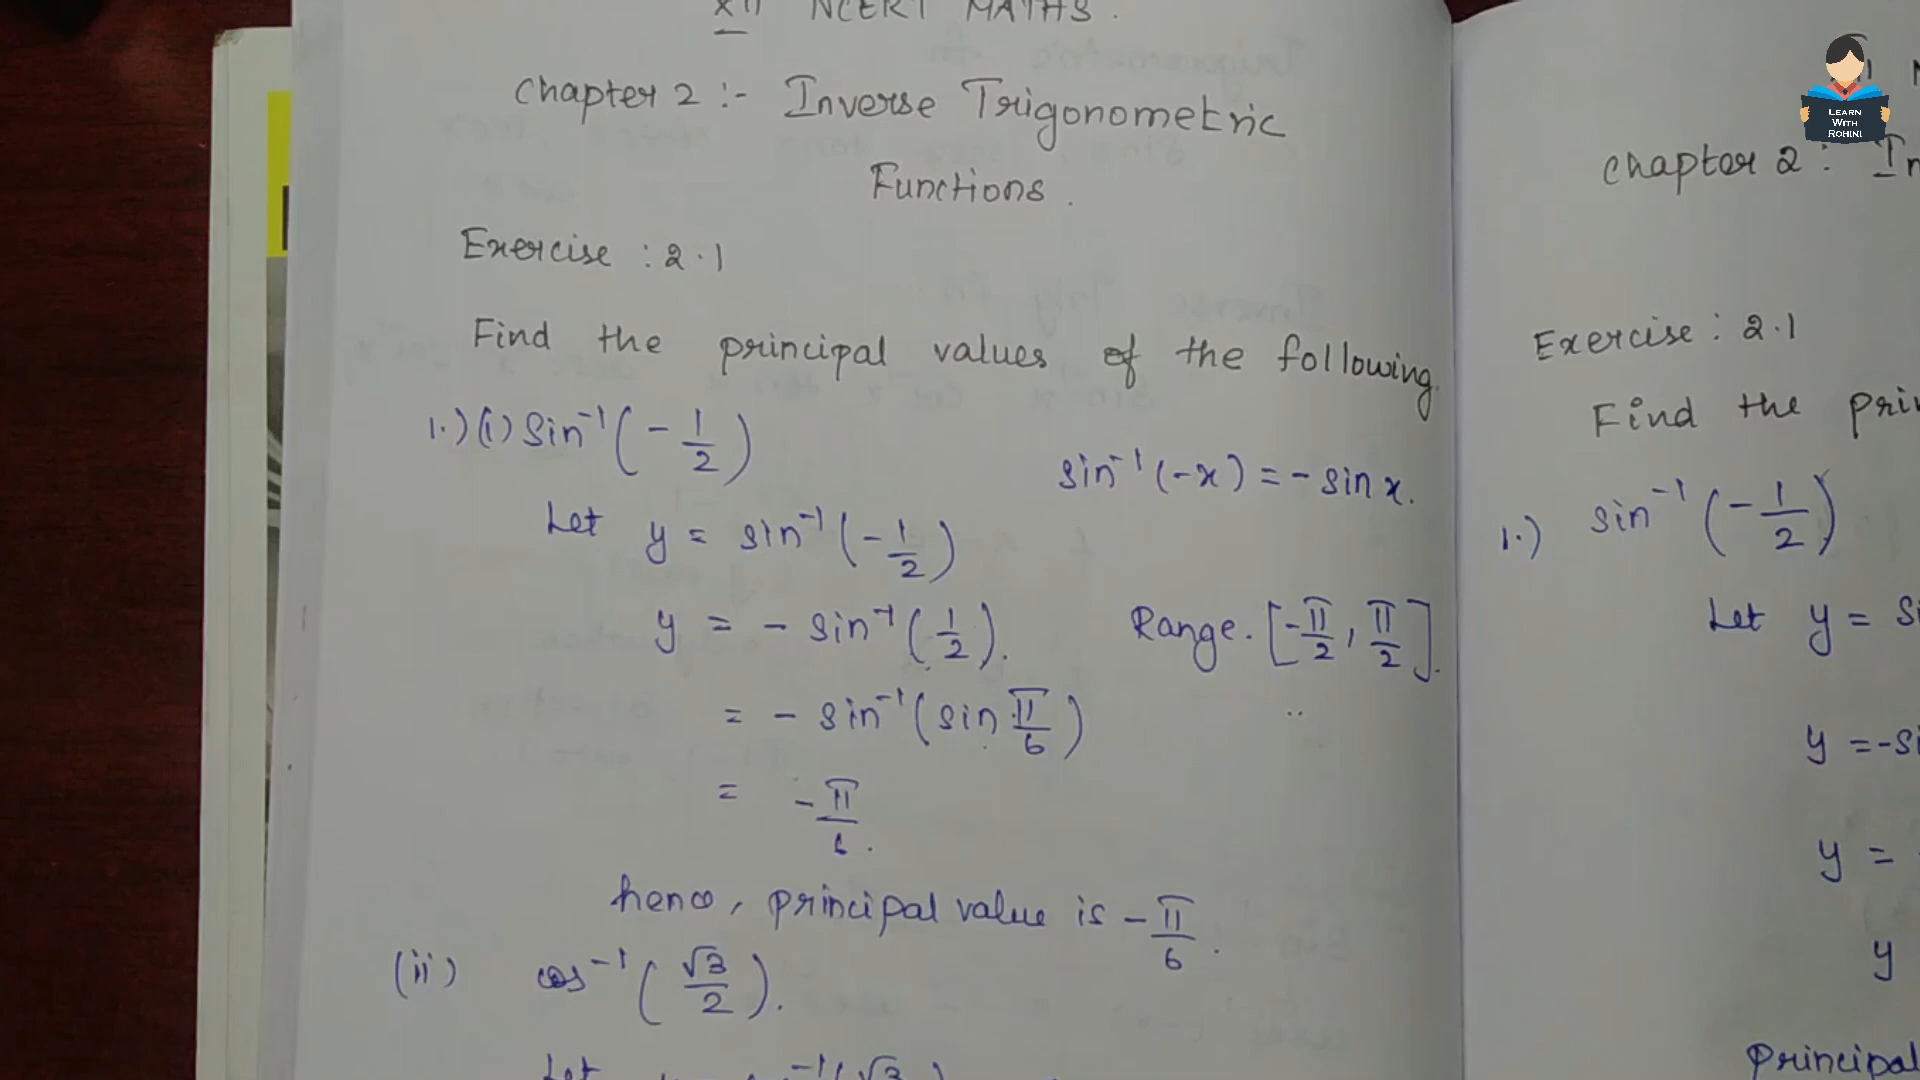 XII NCERT MATHS.
Chapter 2 :- Inverse Trigonometric
Functions.
Exercise : 2.1
Find the principal values of the following.
1.) (i) Sin⁻¹(-1/2)
sin⁻¹(-x) = - sin x.
Let y = sin⁻¹(-1/2)
y = - sin⁻¹(1/2).
Range. [-π/2, π/2].
= - sin⁻¹(sin π/6)
= -π/6.
hence, principal value is -π/6.
(ii) cos⁻¹(√3/2).
Let
Chapter 2 :
Exercise : 2.1
Find the
1.) sin⁻¹(-1/2)
Let y =
y = -
y =
y
Principal
LEARN
WITH
ROHINI